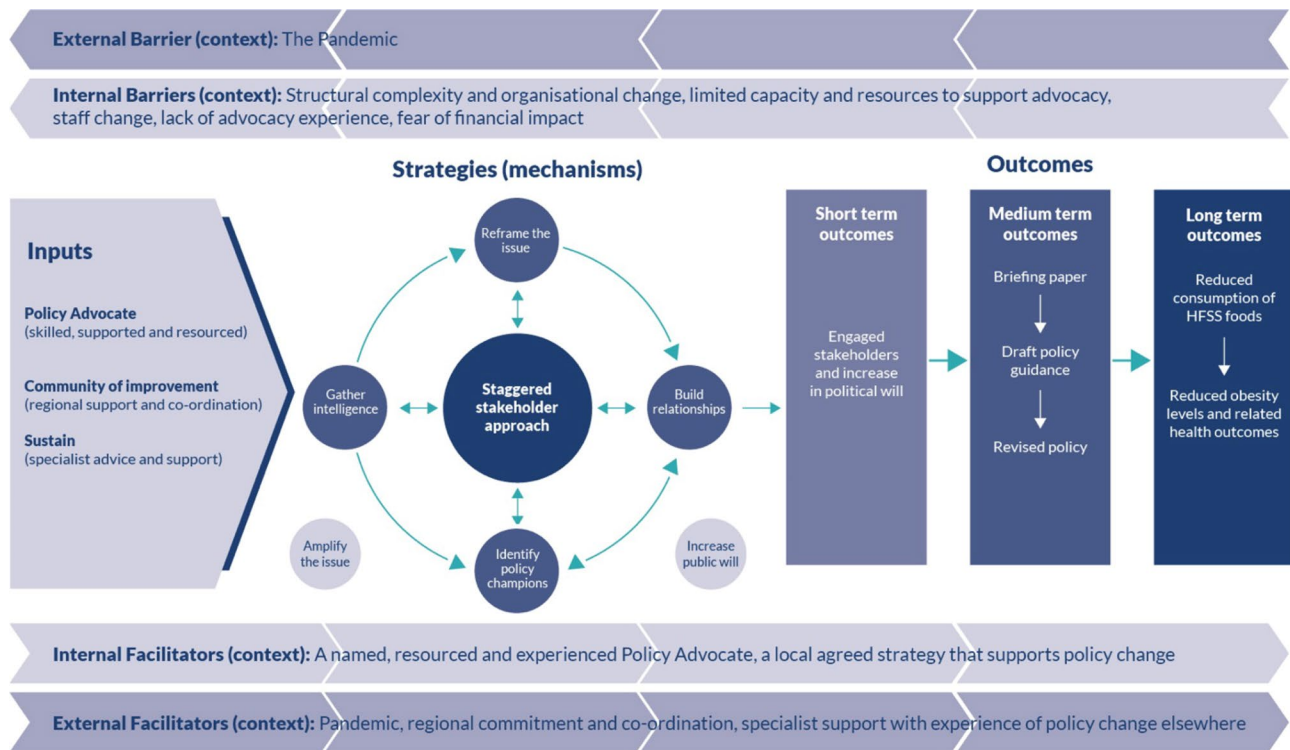 External Barrier (context): The Pandemic
Internal Barriers (context): Structural complexity and organisational change, limited capacity and resources to support advocacy,
staff change, lack of advocacy experience, fear of financial impact
Strategies (mechanisms)
Outcomes
Inputs
Policy Advocate
(skilled, supported and resourced)
Community of improvement
(regional support and co-ordination)
Sustain
(specialist advice and support)
Reframe the
issue
Gather
intelligence
Staggered
stakeholder
approach
Build
relationships
Amplify
the issue
Identify
policy
champions
Increase
public will
Short term
outcomes
Engaged
stakeholders
and increase
in political will
Medium term
outcomes
Briefing paper
Draft policy
guidance
Revised policy
Long term
outcomes
Reduced
consumption of
HFSS foods
Reduced obesity
levels and related
health outcomes
Internal Facilitators (context): A named, resourced and experienced Policy Advocate, a local agreed strategy that supports policy change
External Facilitators (context): Pandemic, regional commitment and co-ordination, specialist support with experience of policy change elsewhere